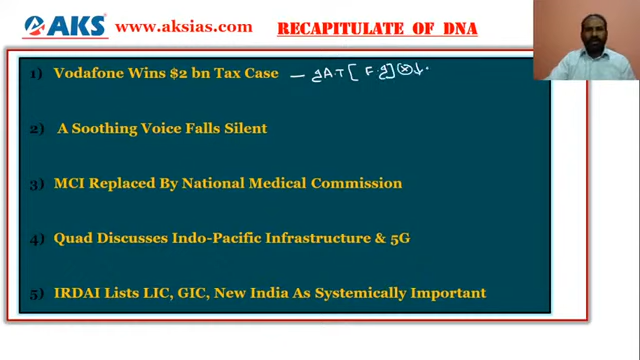 AKS www.aksias.com RECAPITULATE OF DNA
1) Vodafone Wins $2 bn Tax Case — gAT [ F g]
2) A Soothing Voice Falls Silent
3) MCI Replaced By National Medical Commission
4) Quad Discusses Indo-Pacific Infrastructure & 5G
5) IRDAI Lists LIC, GIC, New India As Systemically Important